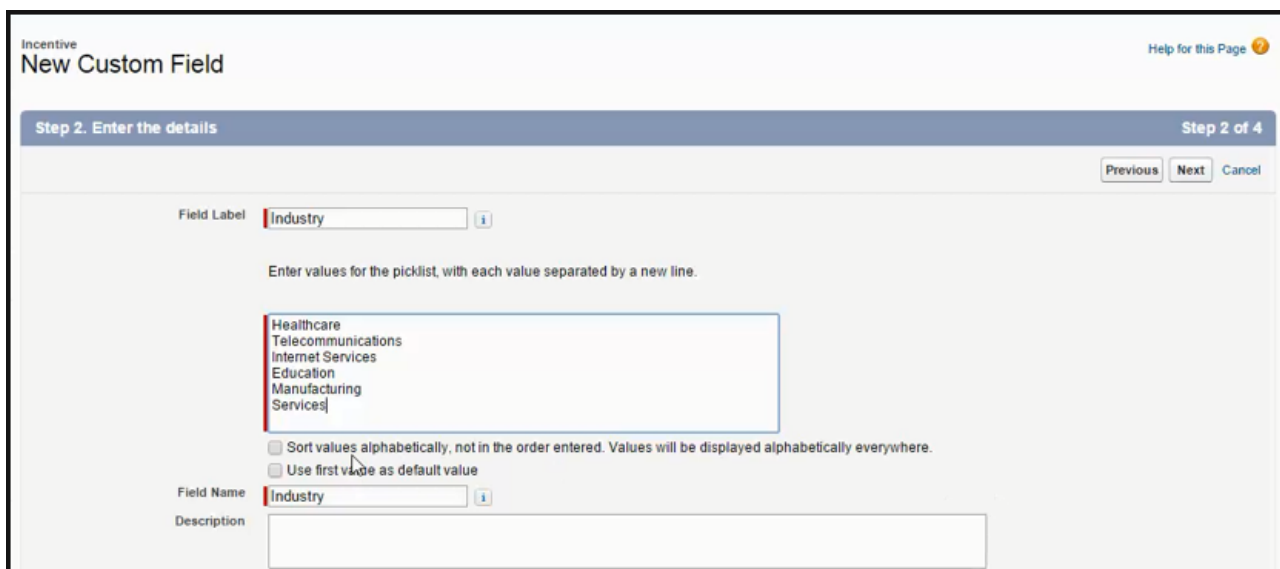 Incentive
New Custom Field
Help for this Page
Step 2. Enter the details
Step 2 of 4
Previous
Next
Cancel
Field Label
Industry
i
Enter values for the picklist, with each value separated by a new line.
Healthcare
Telecommunications
Internet Services
Education
Manufacturing
Services
Sort values alphabetically, not in the order entered. Values will be displayed alphabetically everywhere.
Use first value as default value
Field Name
Industry
i
Description